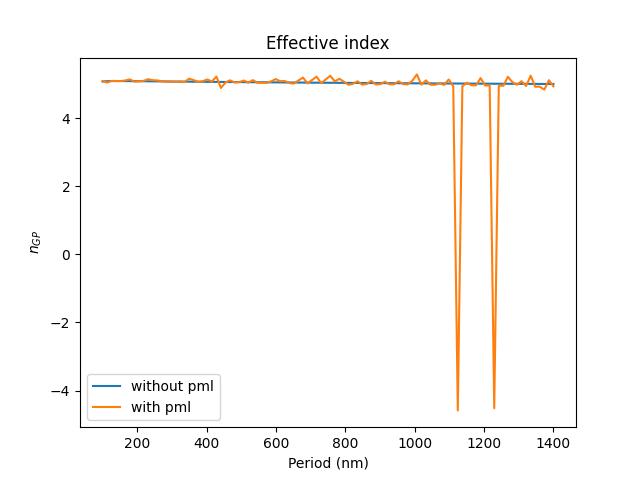 Effective index
4
2
0
−2
−4
n_GP
200
400
600
800
1000
1200
1400
Period (nm)
without pml
with pml